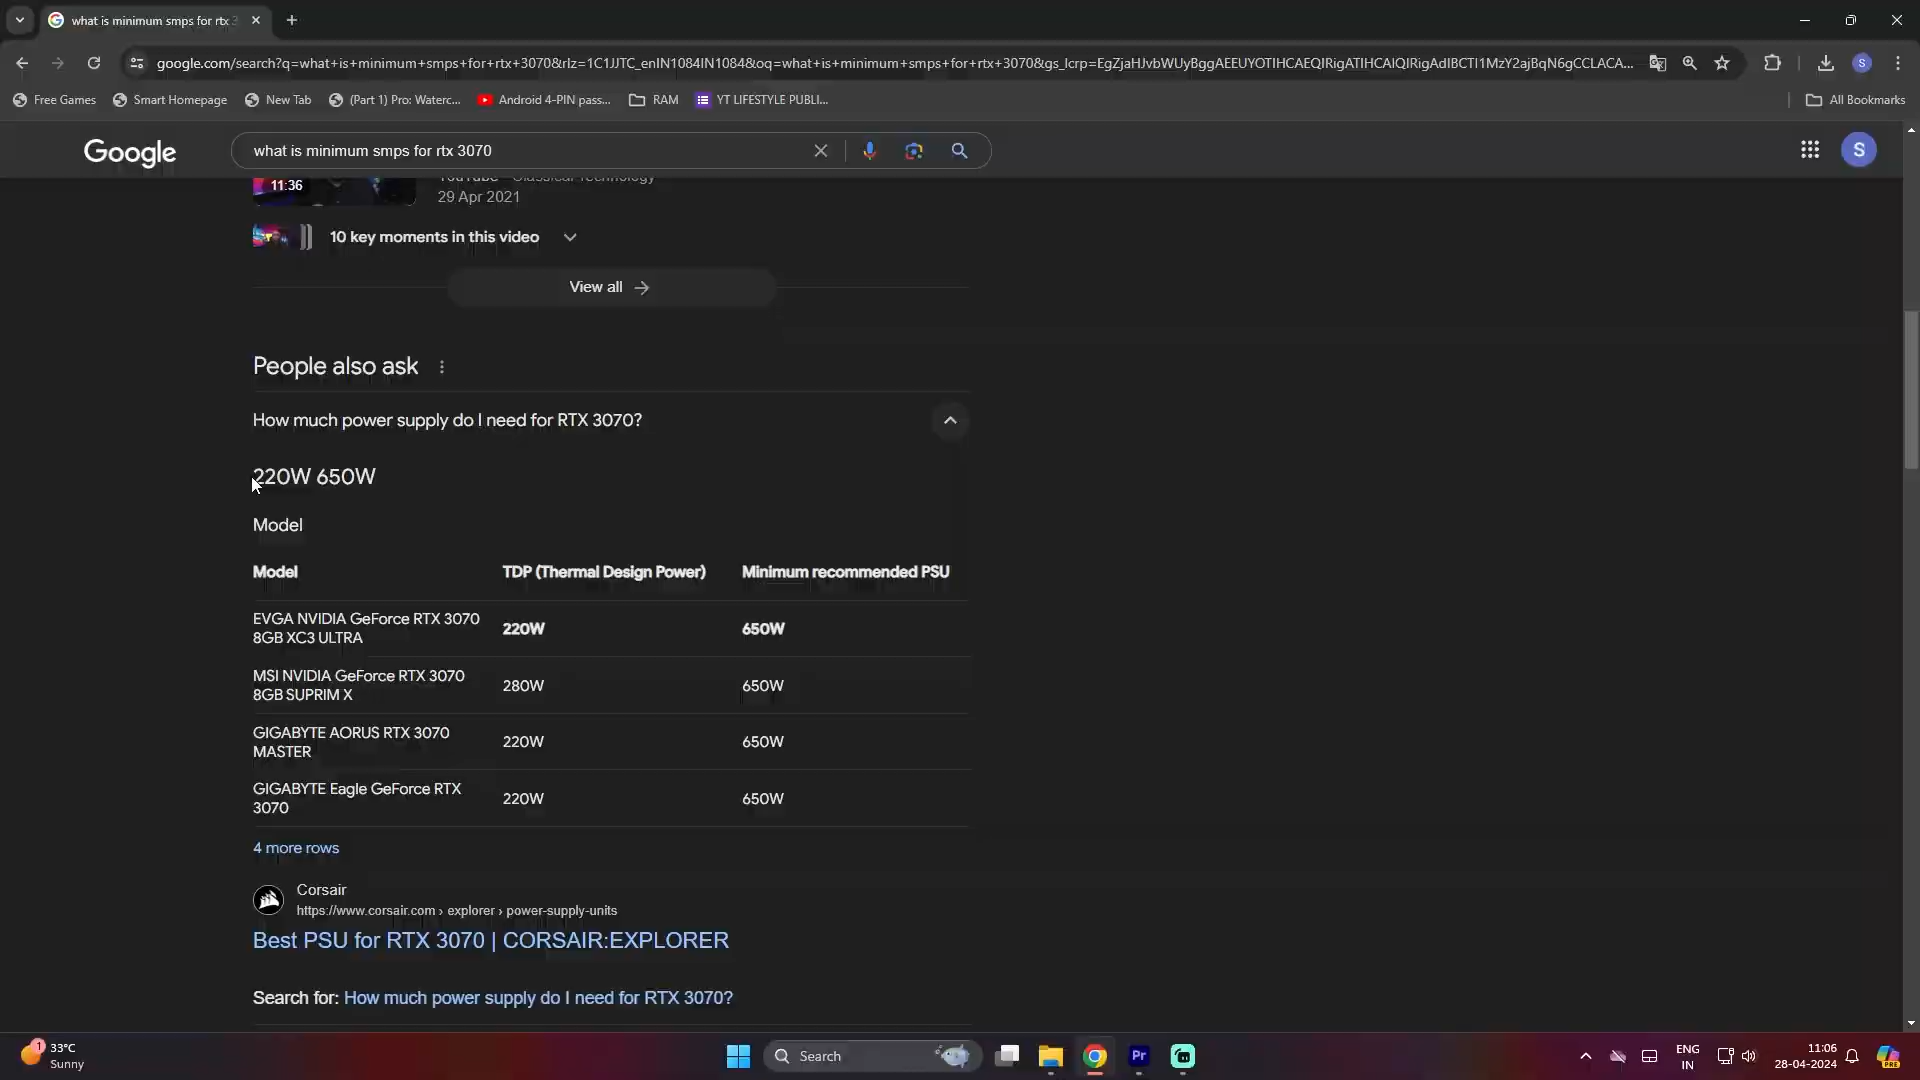 what is minimum smps for rtx 3
google.com/search?q=what+is+minimum+smps+for+rtx+3070&rlz=1C1JJTC_enIN1084IN1084&oq=what+is+minimum+smps+for+rtx+3070&gs_lcrp=EgZjaHJvbWUyBggAEEUYOTIHCAEQIRigATIHCAIQIRigAdIBCTI1MzY2ajBqN6gCCLACA...
Free Games
Smart Homepage
New Tab
(Part 1) Pro: Waterc...
Android 4-PIN pass...
RAM
YT LIFESTYLE PUBLI...
All Bookmarks
Google
what is minimum smps for rtx 3070
S
11:36
YouTube · Classical Technology
29 Apr 2021
10 key moments in this video
View all
People also ask
How much power supply do I need for RTX 3070?
220W 650W
Model
Model TDP (Thermal Design Power) Minimum recommended PSU
EVGA NVIDIA GeForce RTX 3070 8GB XC3 ULTRA 220W 650W
MSI NVIDIA GeForce RTX 3070 8GB SUPRIM X 280W 650W
GIGABYTE AORUS RTX 3070 MASTER 220W 650W
GIGABYTE Eagle GeForce RTX 3070 220W 650W
4 more rows
Corsair
https://www.corsair.com › explorer › power-supply-units
Best PSU for RTX 3070 | CORSAIR:EXPLORER
Search for: How much power supply do I need for RTX 3070?
33°C
Sunny
Search
Pr
ENG
IN
11:06
28-04-2024